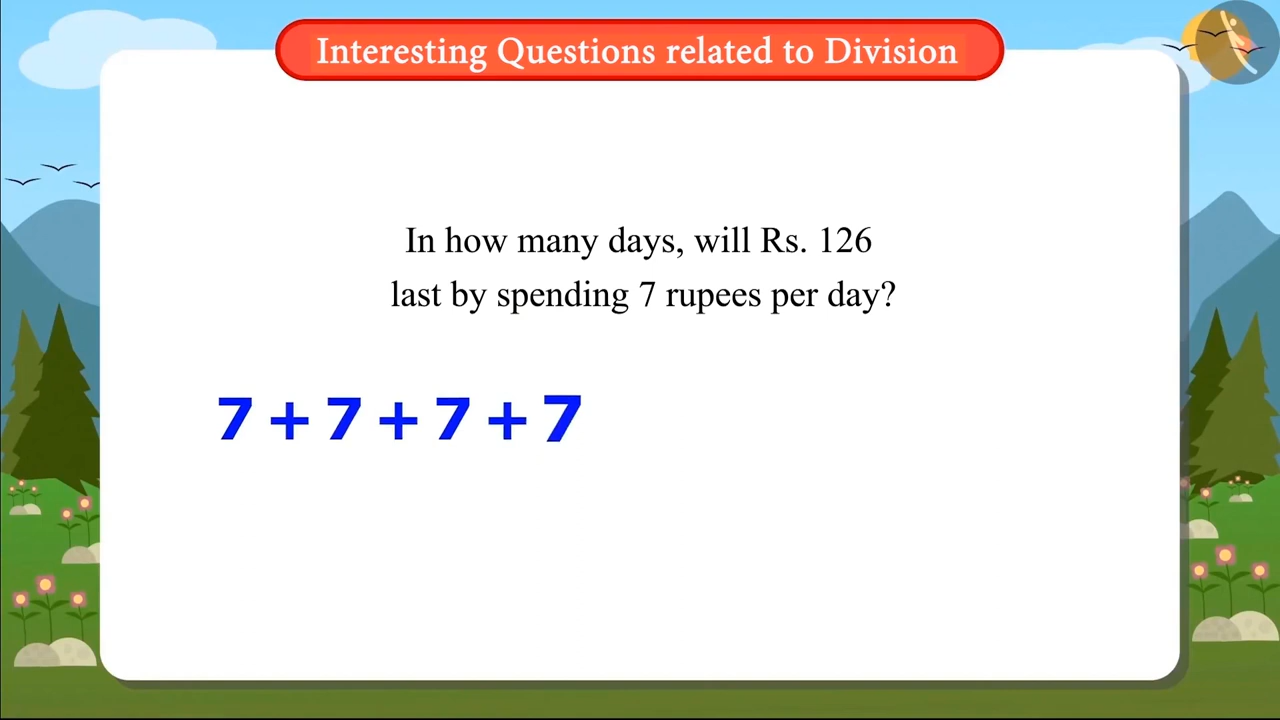 Interesting Questions related to Division
In how many days, will Rs. 126
last by spending 7 rupees per day?
7 + 7 + 7 + 7